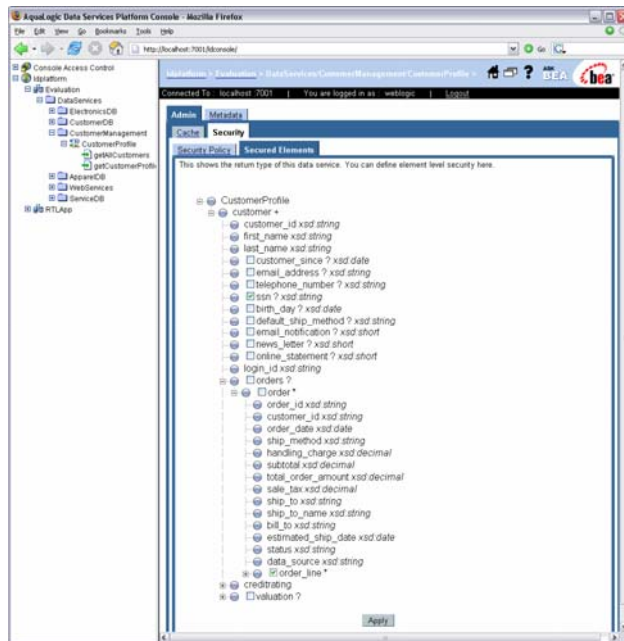 AquaLogic Data Services Platform Console - Mozilla Firefox
File Edit View Go Bookmarks Tools Help
http://localhost:7001/ldconsole/
Go
Console Access Control
ldplatform
Evaluation
DataServices
ElectronicsDB
CustomerDB
CustomerManagement
CustomerProfile
getAllCustomers
getCustomerProfil
ApparelDB
WebServices
ServiceDB
RTLApp
ldplatform > Evaluation > DataServices/CustomerManagement/CustomerProfile >
ASK BEA
bea
Connected To : localhost :7001 | You are logged in as : weblogic | Logout
Admin Metadata
Cache Security
Security Policy Secured Elements
This shows the return type of this data service. You can define element level security here.
CustomerProfile
customer +
customer_id xsd:string
first_name xsd:string
last_name xsd:string
customer_since ? xsd:date
email_address ? xsd:string
telephone_number ? xsd:string
ssn ? xsd:string
birth_day ? xsd:date
default_ship_method ? xsd:string
email_notification ? xsd:short
news_letter ? xsd:short
online_statement ? xsd:short
login_id xsd:string
orders ?
order *
order_id xsd:string
customer_id xsd:string
order_date xsd:date
ship_method xsd:string
handling_charge xsd:decimal
subtotal xsd:decimal
total_order_amount xsd:decimal
sale_tax xsd:decimal
ship_to xsd:string
ship_to_name xsd:string
bill_to xsd:string
estimated_ship_date xsd:date
status xsd:string
data_source xsd:string
order_line *
creditrating
valuation ?
Apply